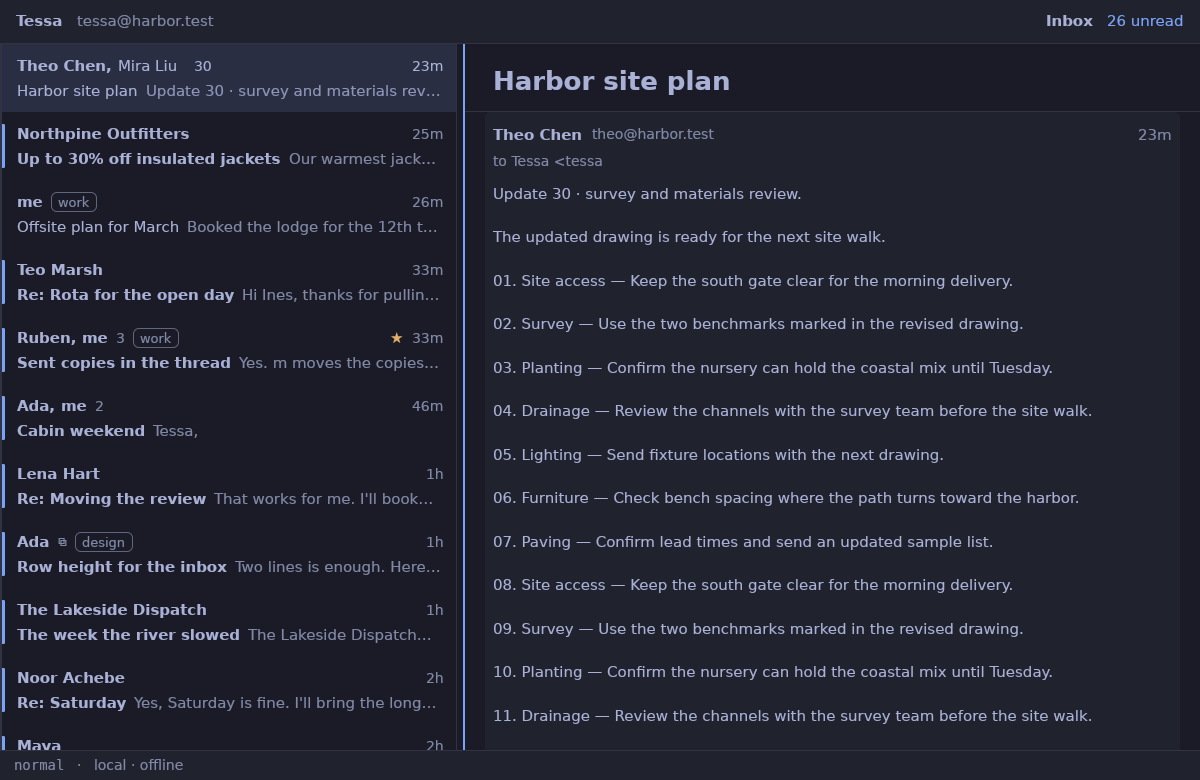 Tessa tessa@harbor.test
Inbox 26 unread
Theo Chen, Mira Liu 30 23m
Harbor site plan Update 30 · survey and materials rev…
Northpine Outfitters 25m
Up to 30% off insulated jackets Our warmest jack…
me work 26m
Offsite plan for March Booked the lodge for the 12th t…
Teo Marsh 33m
Re: Rota for the open day Hi Ines, thanks for pullin…
Ruben, me 3 work ★ 33m
Sent copies in the thread Yes. m moves the copies…
Ada, me 2 46m
Cabin weekend Tessa,
Lena Hart 1h
Re: Moving the review That works for me. I'll book…
Ada design 1h
Row height for the inbox Two lines is enough. Here…
The Lakeside Dispatch 1h
The week the river slowed The Lakeside Dispatch…
Noor Achebe 2h
Re: Saturday Yes, Saturday is fine. I'll bring the long…
Maya 2h
Harbor site plan
Theo Chen theo@harbor.test 23m
to Tessa <tessa
Update 30 · survey and materials review.
The updated drawing is ready for the next site walk.
01. Site access — Keep the south gate clear for the morning delivery.
02. Survey — Use the two benchmarks marked in the revised drawing.
03. Planting — Confirm the nursery can hold the coastal mix until Tuesday.
04. Drainage — Review the channels with the survey team before the site walk.
05. Lighting — Send fixture locations with the next drawing.
06. Furniture — Check bench spacing where the path turns toward the harbor.
07. Paving — Confirm lead times and send an updated sample list.
08. Site access — Keep the south gate clear for the morning delivery.
09. Survey — Use the two benchmarks marked in the revised drawing.
10. Planting — Confirm the nursery can hold the coastal mix until Tuesday.
11. Drainage — Review the channels with the survey team before the site walk.
normal · local · offline